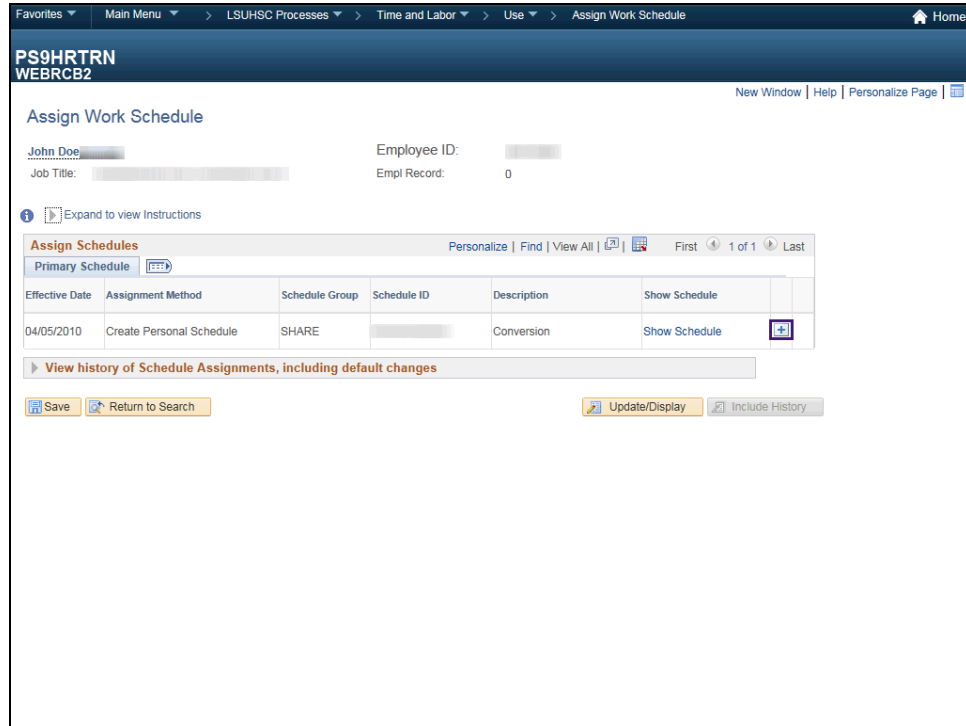 Favorites Main Menu > LSUHSC Processes > Time and Labor > Use > Assign Work Schedule Home
PS9HRTRN
WEBRCB2
New Window | Help | Personalize Page |
Assign Work Schedule
John Doe Employee ID:
Job Title: Empl Record: 0
Expand to view Instructions
Assign Schedules Personalize | Find | View All | | First 1 of 1 Last
Primary Schedule
Effective Date Assignment Method Schedule Group Schedule ID Description Show Schedule
04/05/2010 Create Personal Schedule SHARE Conversion Show Schedule
View history of Schedule Assignments, including default changes
Save Return to Search Update/Display Include History